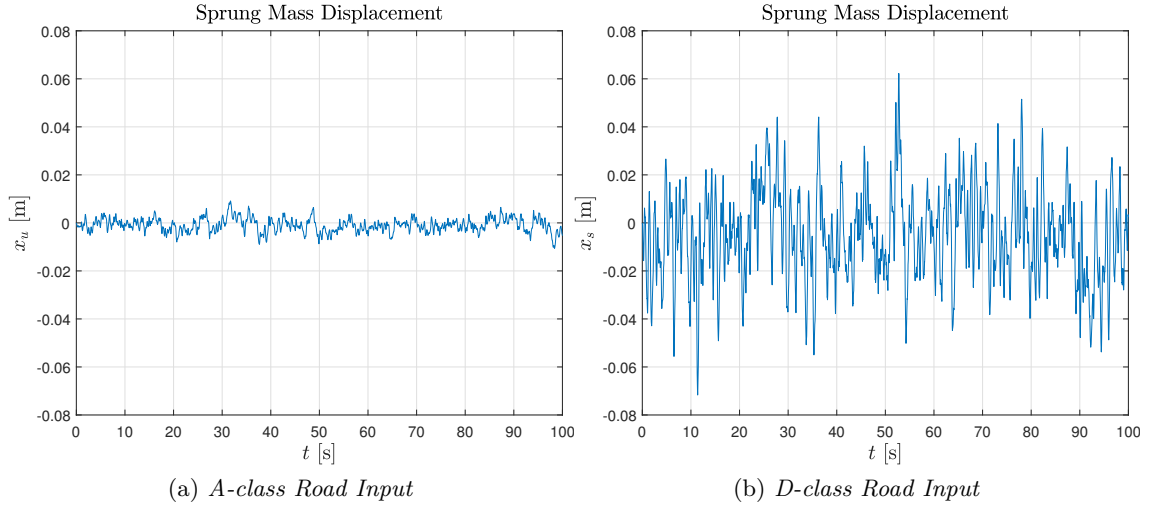 Sprung Mass Displacement
0.08
0.06
0.04
0.02
0
-0.02
-0.04
-0.06
-0.08
x_u [m]
0 10 20 30 40 50 60 70 80 90 100
t [s]
(a) A-class Road Input
Sprung Mass Displacement
0.08
0.06
0.04
0.02
0
-0.02
-0.04
-0.06
-0.08
x_s [m]
0 10 20 30 40 50 60 70 80 90 100
t [s]
(b) D-class Road Input